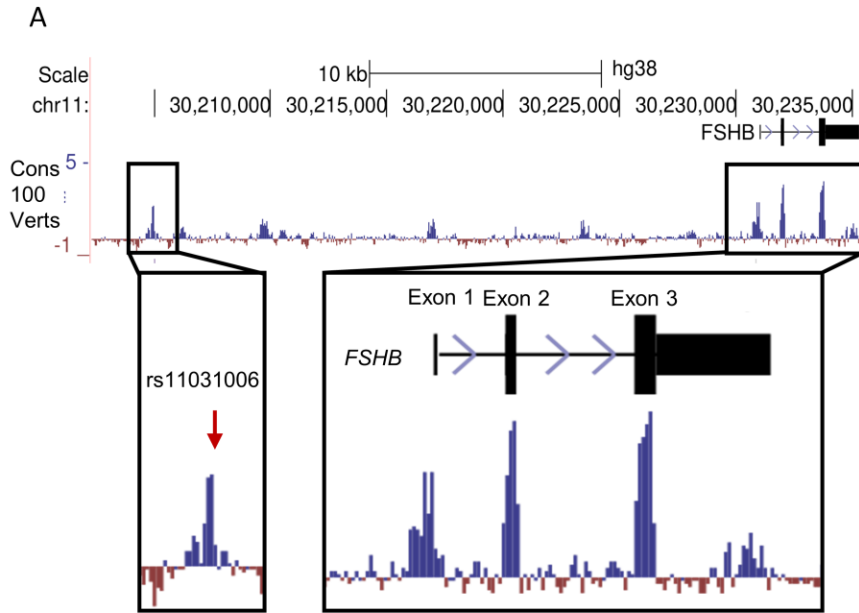 A
Scale 10 kb hg38
chr11: 30,210,000 30,215,000 30,220,000 30,225,000 30,230,000 30,235,000
FSHB
Cons 5 -
100
Verts
-1 _
Exon 1 Exon 2 Exon 3
FSHB
rs11031006